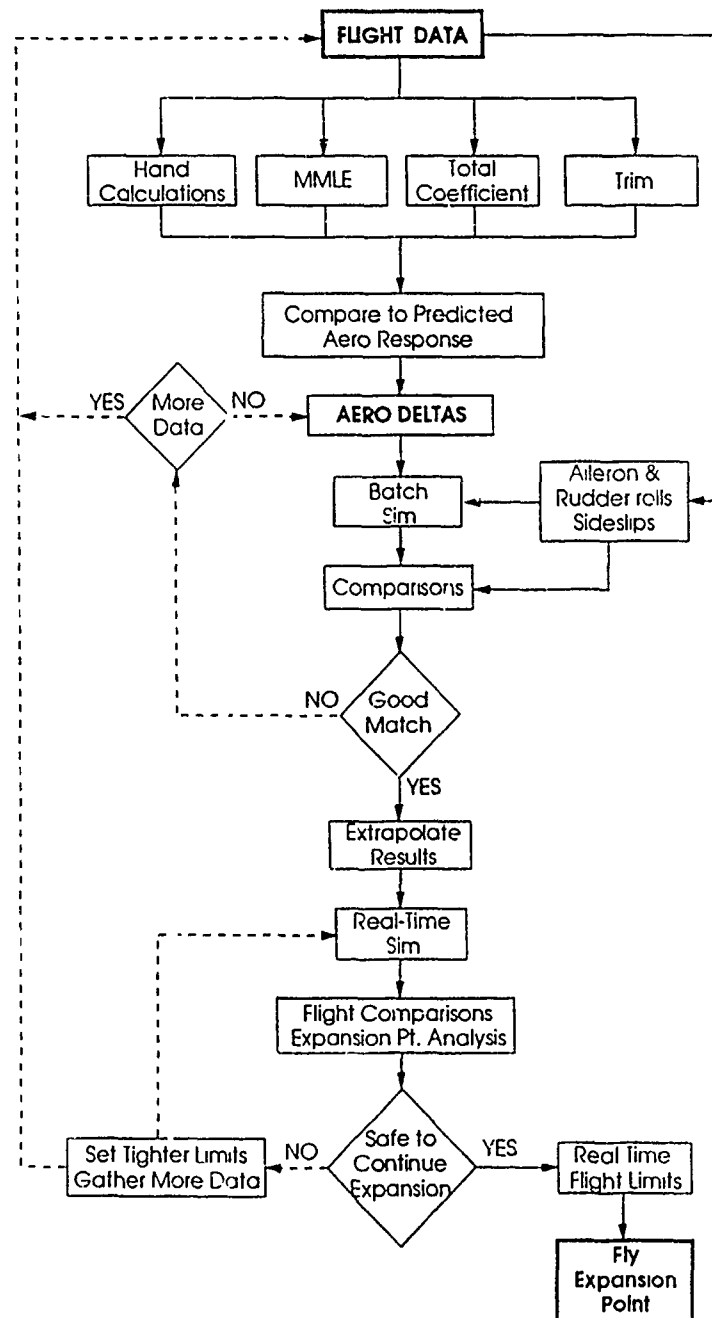 FLIGHT DATA
Hand
Calculations
MMLE
Total
Coefficient
Trim
Compare to Predicted
Aero Response
YES
More
Data
NO
AERO DELTAS
Batch
Sim
Aileron &
Rudder rolls
Sideslips
Comparisons
NO
Good
Match
YES
Extrapolate
Results
Real-Time
Sim
Flight Comparisons
Expansion Pt. Analysis
Set Tighter Limits
Gather More Data
NO
Safe to
Continue
Expansion
YES
Real Time
Flight Limits
Fly
Expansion
Point